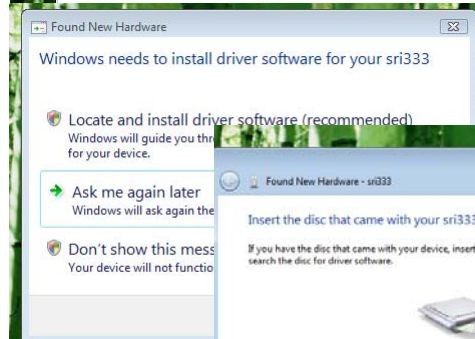 Found New Hardware
Windows needs to install driver software for your sri333
Locate and install driver software (recommended)
Windows will guide you
for your device.
Ask me again later
Windows will ask again the
Don't show this mess
Your device will not functio
Found New Hardware - sri333
Insert the disc that came with your sri333
If you have the disc that came with your device, insert
search the disc for driver software.